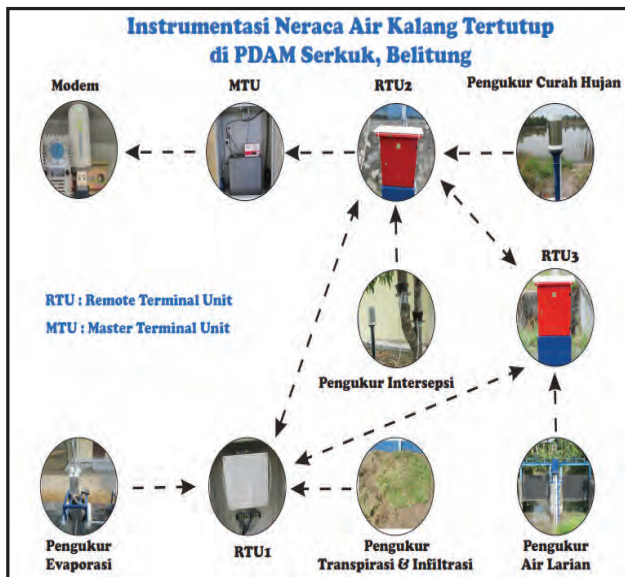 Instrumentasi Neraca Air Kalang Tertutup
di PDAM Serkuk, Belitung
Modem
MTU
RTU2
Pengukur Curah Hujan
RTU3
RTU : Remote Terminal Unit
MTU : Master Terminal Unit
Pengukur Intersepsi
Pengukur
Evaporasi
RTU1
Pengukur
Transpirasi & Infiltrasi
Pengukur
Air Larian